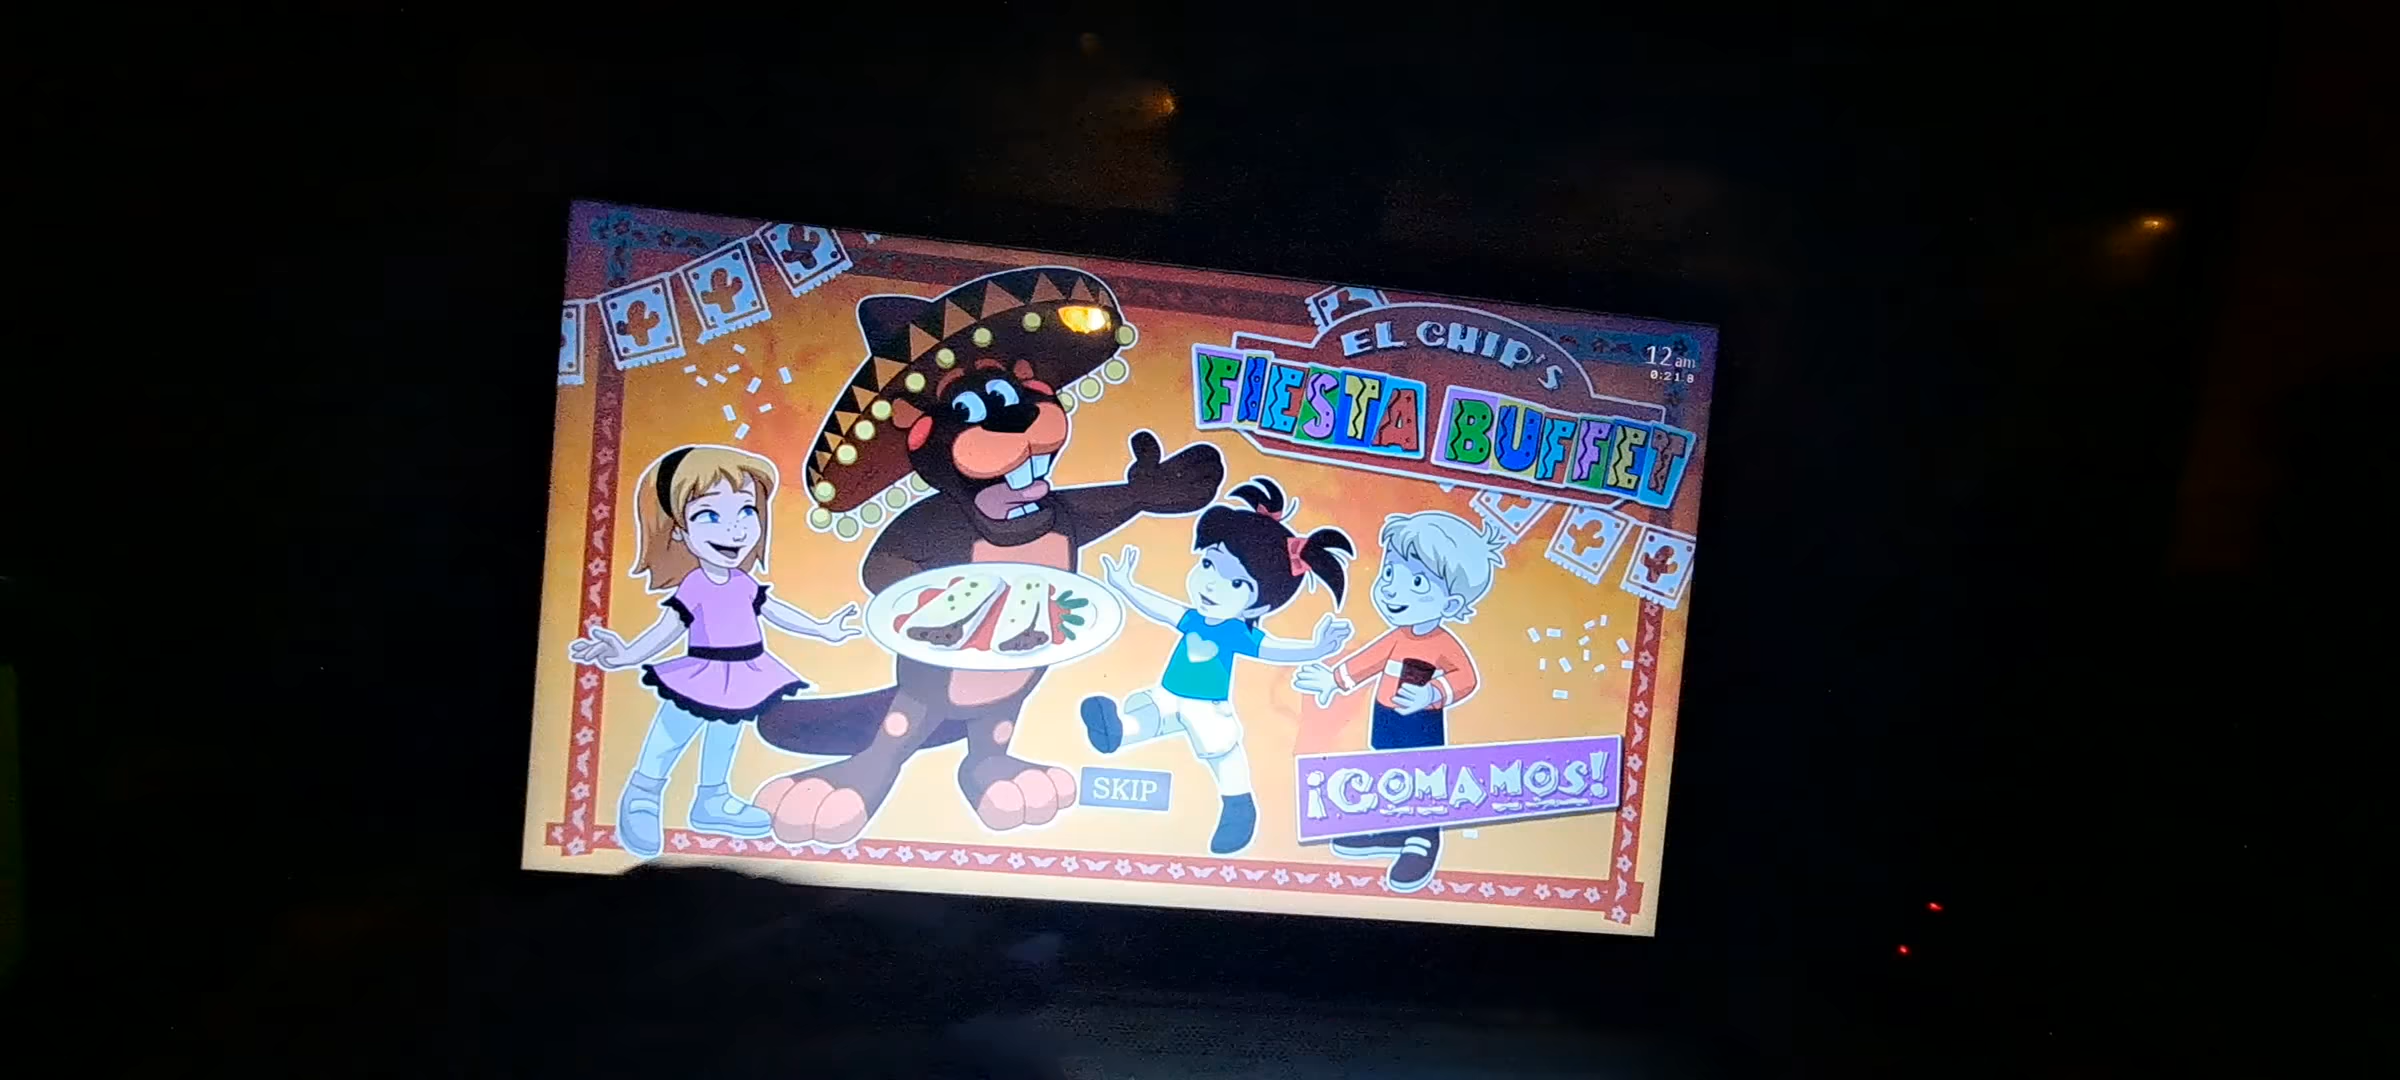 EL CHIP'S
FIESTA BUFFET
12 am
0:21.8
SKIP
¡COMAMOS!